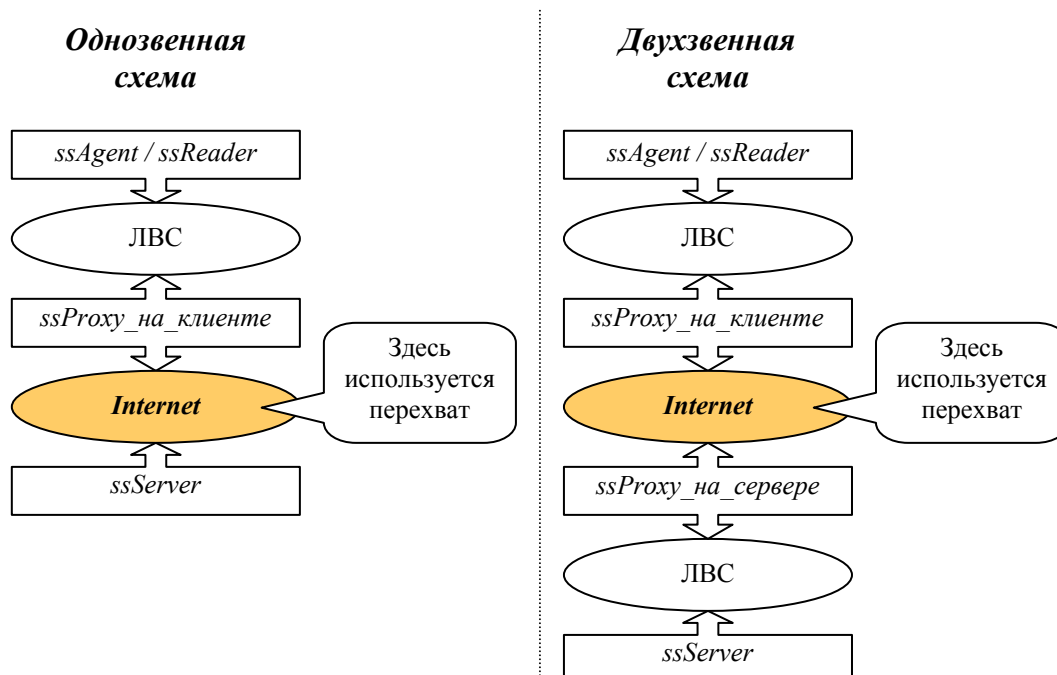 Однозвенная
схема
ssAgent / ssReader
ЛВС
ssProxy_на_клиенте
Здесь
используется
перехват
Internet
ssServer
Двухзвенная
схема
ssAgent / ssReader
ЛВС
ssProxy_на_клиенте
Здесь
используется
перехват
Internet
ssProxy_на_сервере
ЛВС
ssServer